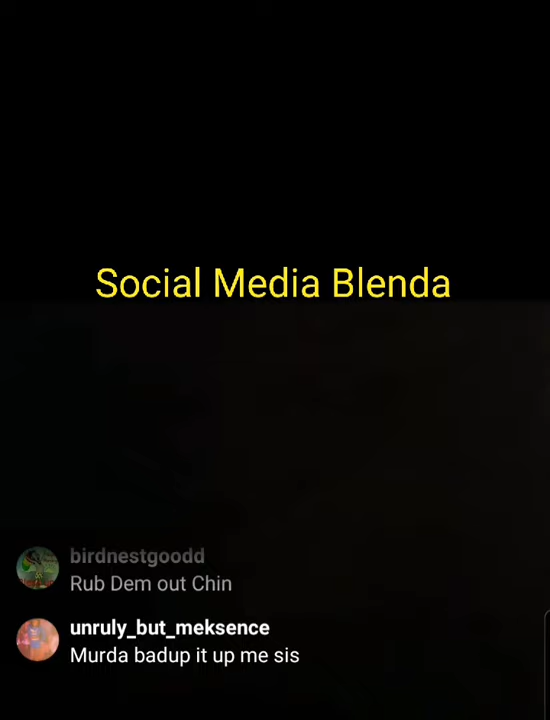 Social Media Blenda
birdnestgoodd
Rub Dem out Chin
unruly_but_meksence
Murda badup it up me sis